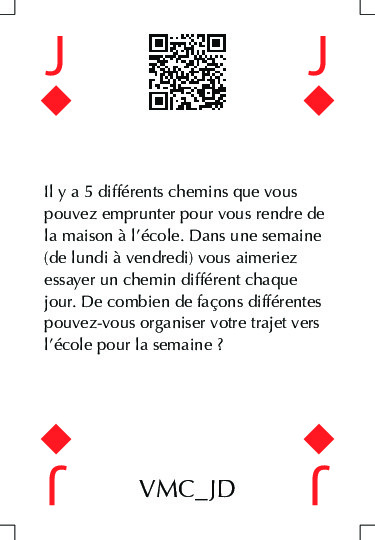 J J
Il y a 5 différents chemins que vous
pouvez emprunter pour vous rendre de
la maison à l'école. Dans une semaine
(de lundi à vendredi) vous aimeriez
essayer un chemin différent chaque
jour. De combien de façons différentes
pouvez-vous organiser votre trajet vers
l'école pour la semaine ?
J VMC_JD J